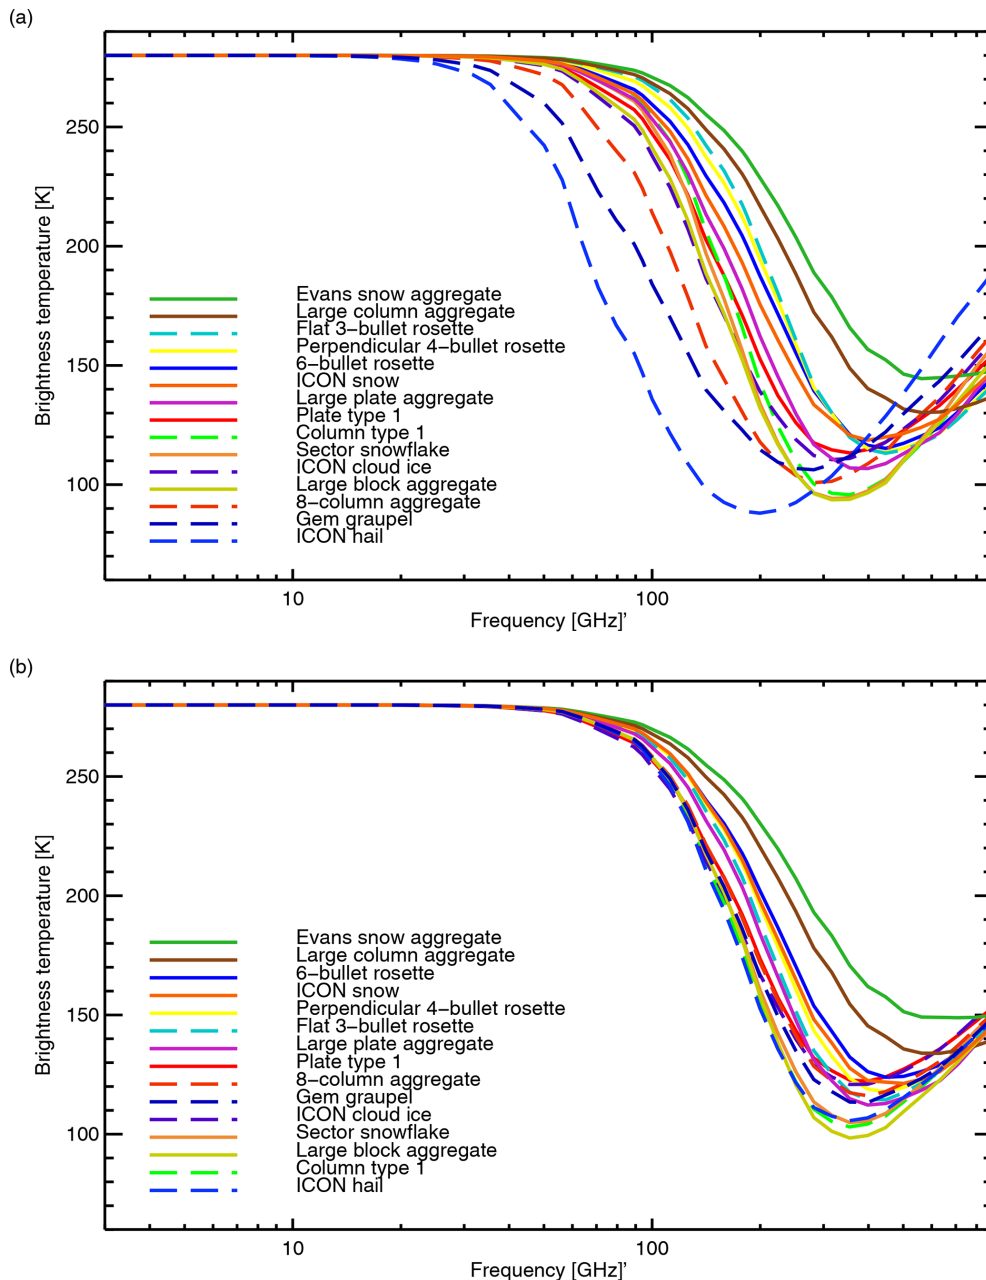 (a)
250
200
150
100
Brightness temperature [K]
Evans snow aggregate
Large column aggregate
Flat 3−bullet rosette
Perpendicular 4−bullet rosette
6−bullet rosette
ICON snow
Large plate aggregate
Plate type 1
Column type 1
Sector snowflake
ICON cloud ice
Large block aggregate
8−column aggregate
Gem graupel
ICON hail
10
100
Frequency [GHz]'
(b)
250
200
150
100
Brightness temperature [K]
Evans snow aggregate
Large column aggregate
6−bullet rosette
ICON snow
Perpendicular 4−bullet rosette
Flat 3−bullet rosette
Large plate aggregate
Plate type 1
8−column aggregate
Gem graupel
ICON cloud ice
Sector snowflake
Large block aggregate
Column type 1
ICON hail
10
100
Frequency [GHz]'